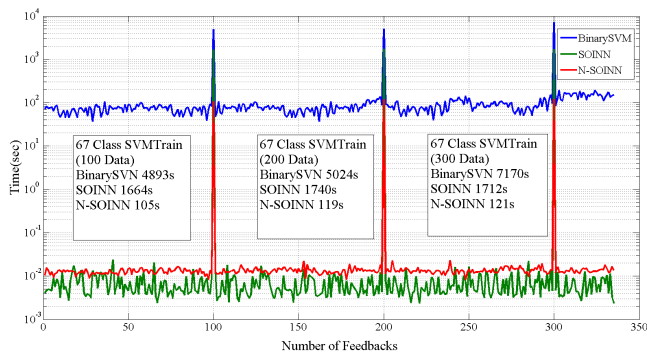 10^4
10^3
10^2
10^1
10^0
10^-1
10^-2
10^-3
Time(sec)
BinarySVM
SOINN
N-SOINN
67 Class SVMTrain
(100 Data)
BinarySVN 4893s
SOINN 1664s
N-SOINN 105s
67 Class SVMTrain
(200 Data)
BinarySVN 5024s
SOINN 1740s
N-SOINN 119s
67 Class SVMTrain
(300 Data)
BinarySVN 7170s
SOINN 1712s
N-SOINN 121s
0 50 100 150 200 250 300 350
Number of Feedbacks